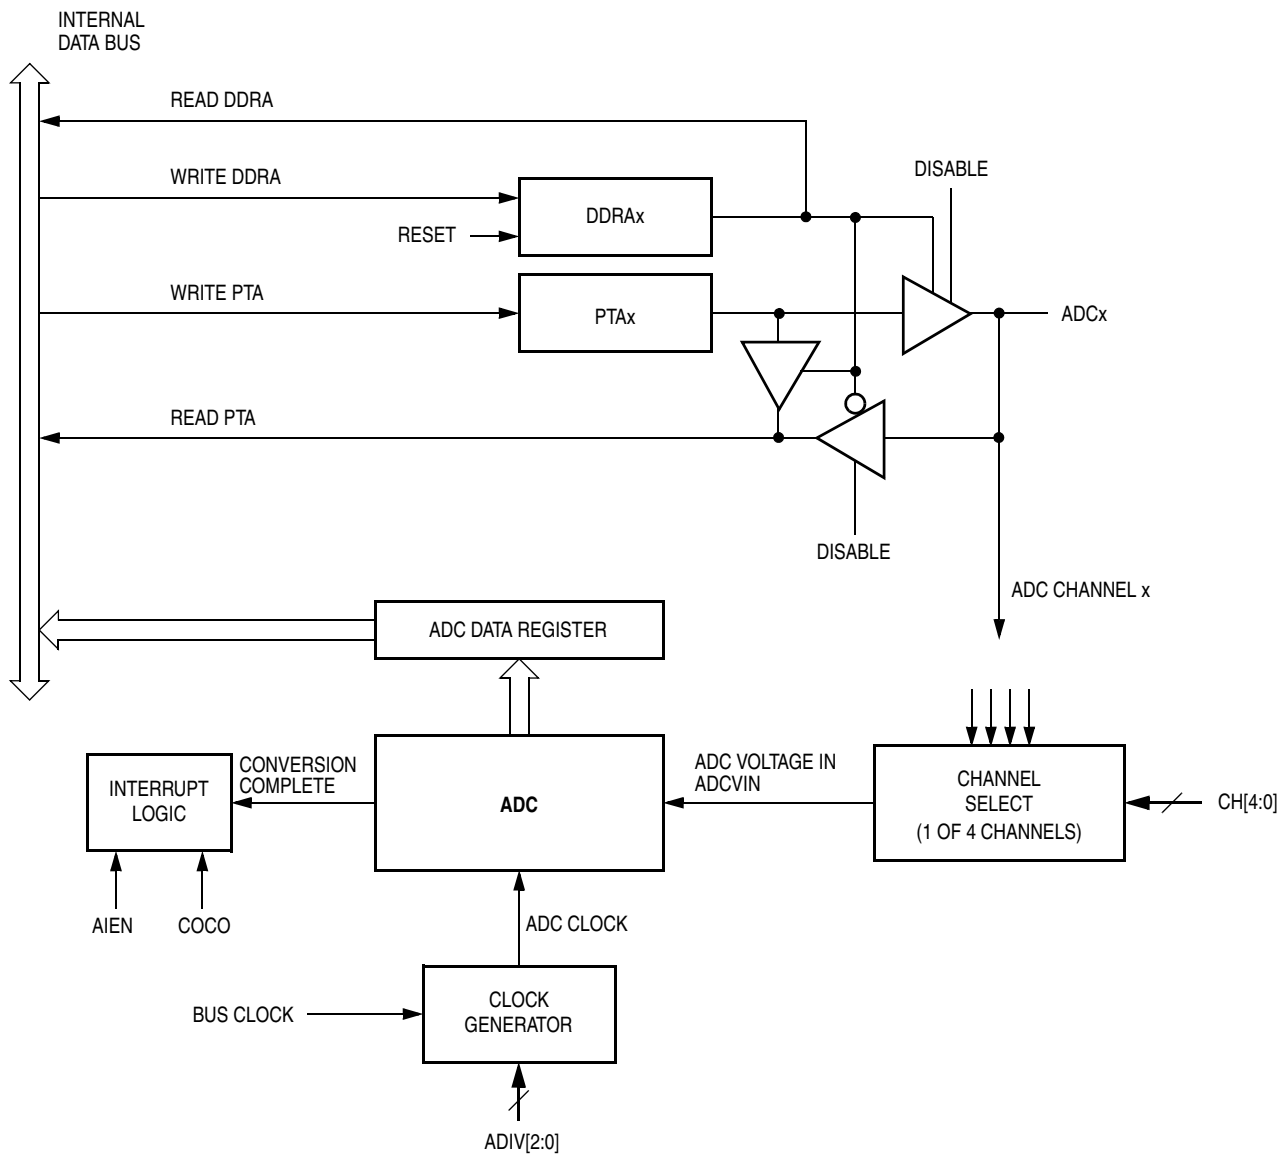 INTERNAL
DATA BUS
READ DDRA
WRITE DDRA
DISABLE
DDRAx
RESET
WRITE PTA
PTAx
ADCx
READ PTA
DISABLE
ADC CHANNEL x
ADC DATA REGISTER
INTERRUPT
LOGIC
CONVERSION
COMPLETE
ADC
ADC VOLTAGE IN
ADCVIN
CHANNEL
SELECT
(1 OF 4 CHANNELS)
CH[4:0]
AIEN
COCO
ADC CLOCK
BUS CLOCK
CLOCK
GENERATOR
ADIV[2:0]